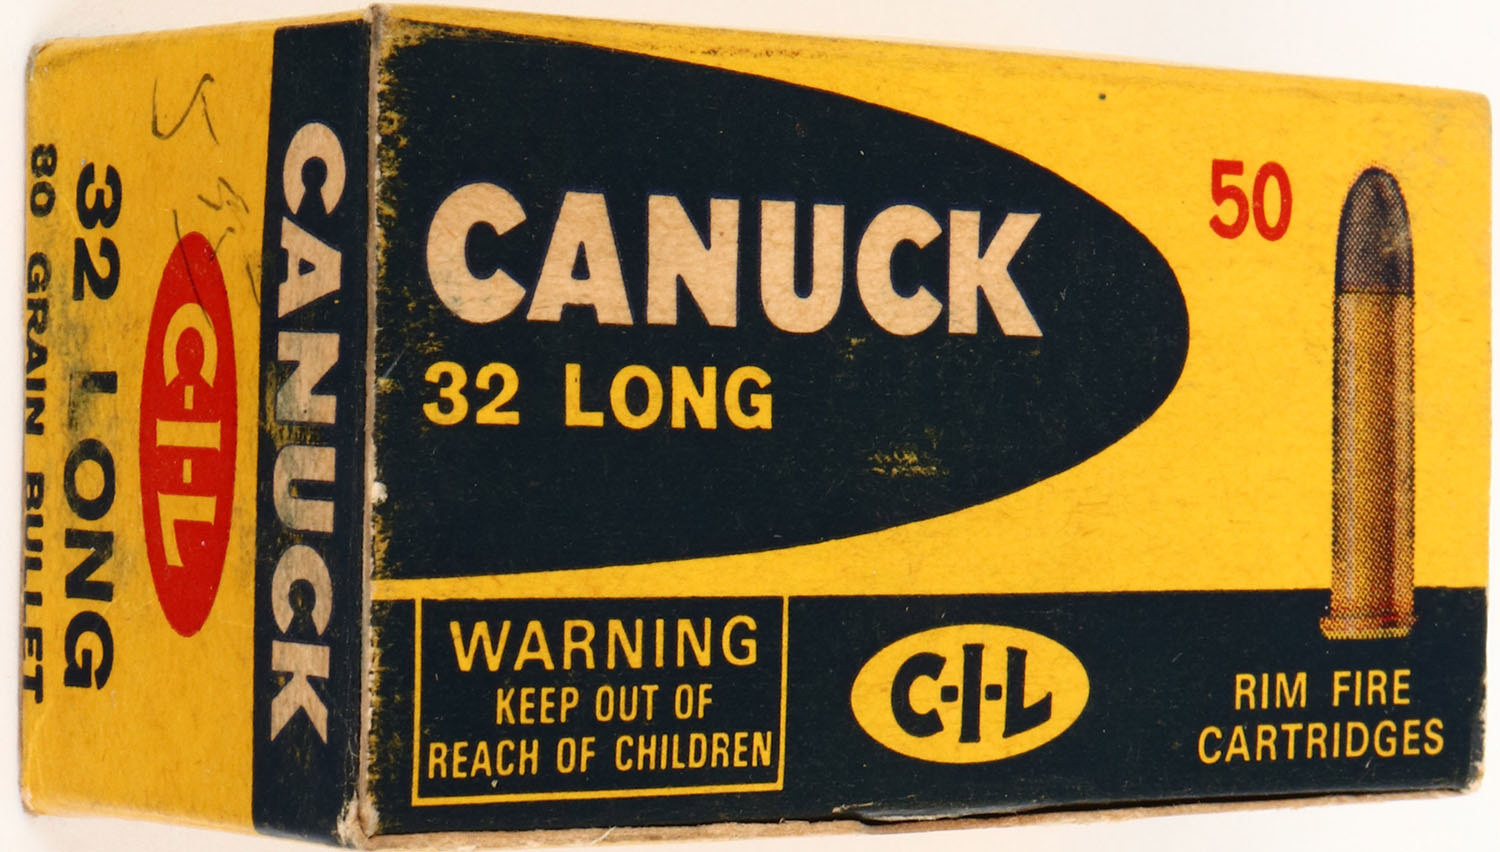 CANUCK
32 LONG
50
WARNING
KEEP OUT OF
REACH OF CHILDREN
C-I-L
RIM FIRE
CARTRIDGES
CANUCK
C-I-L
32 LONG
80 GRAIN BULLET